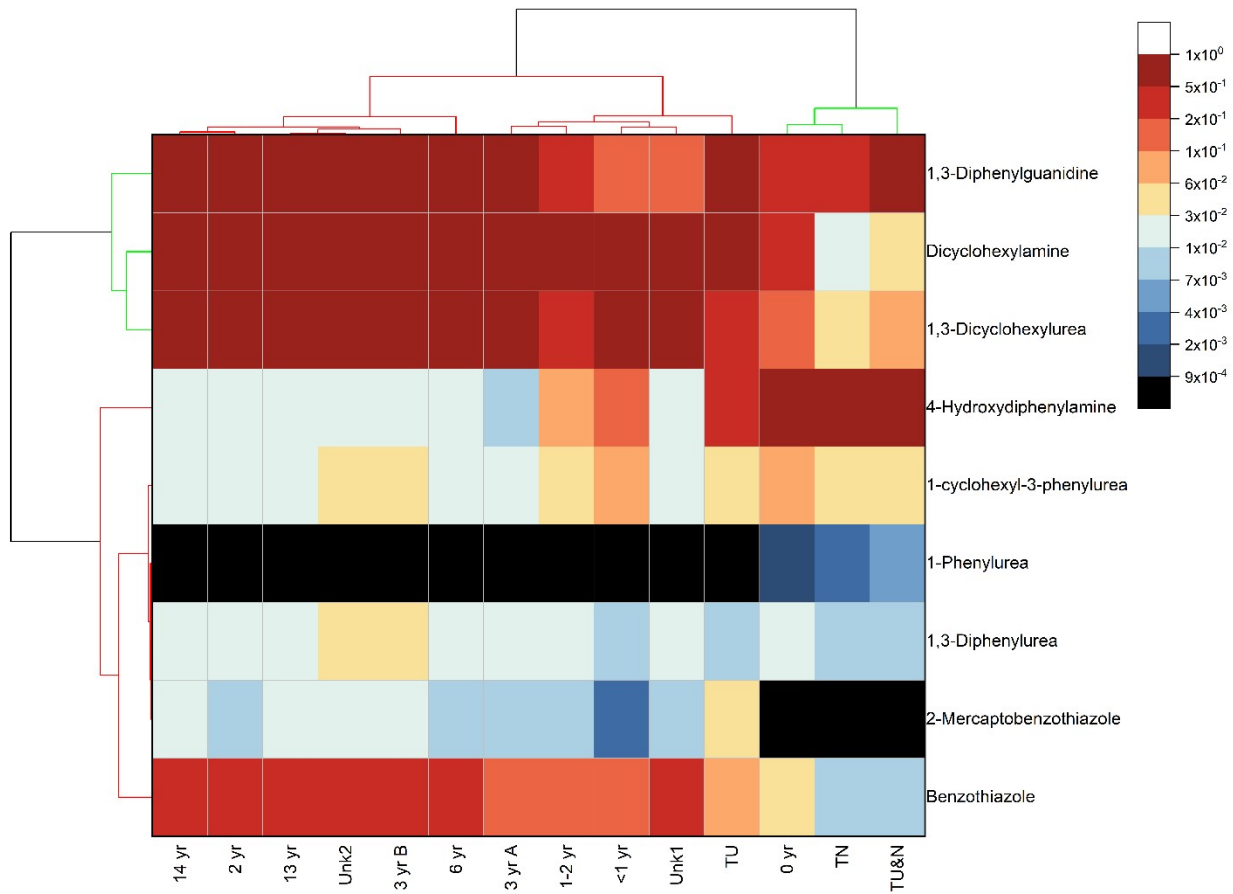 1x10⁰
5x10⁻¹
2x10⁻¹
1x10⁻¹
6x10⁻²
3x10⁻²
1x10⁻²
7x10⁻³
4x10⁻³
2x10⁻³
9x10⁻⁴
1,3-Diphenylguanidine
Dicyclohexylamine
1,3-Dicyclohexylurea
4-Hydroxydiphenylamine
1-cyclohexyl-3-phenylurea
1-Phenylurea
1,3-Diphenylurea
2-Mercaptobenzothiazole
Benzothiazole
14 yr
2 yr
13 yr
Unk2
3 yr B
6 yr
3 yr A
1-2 yr
<1 yr
Unk1
TU
0 yr
TN
TU&N